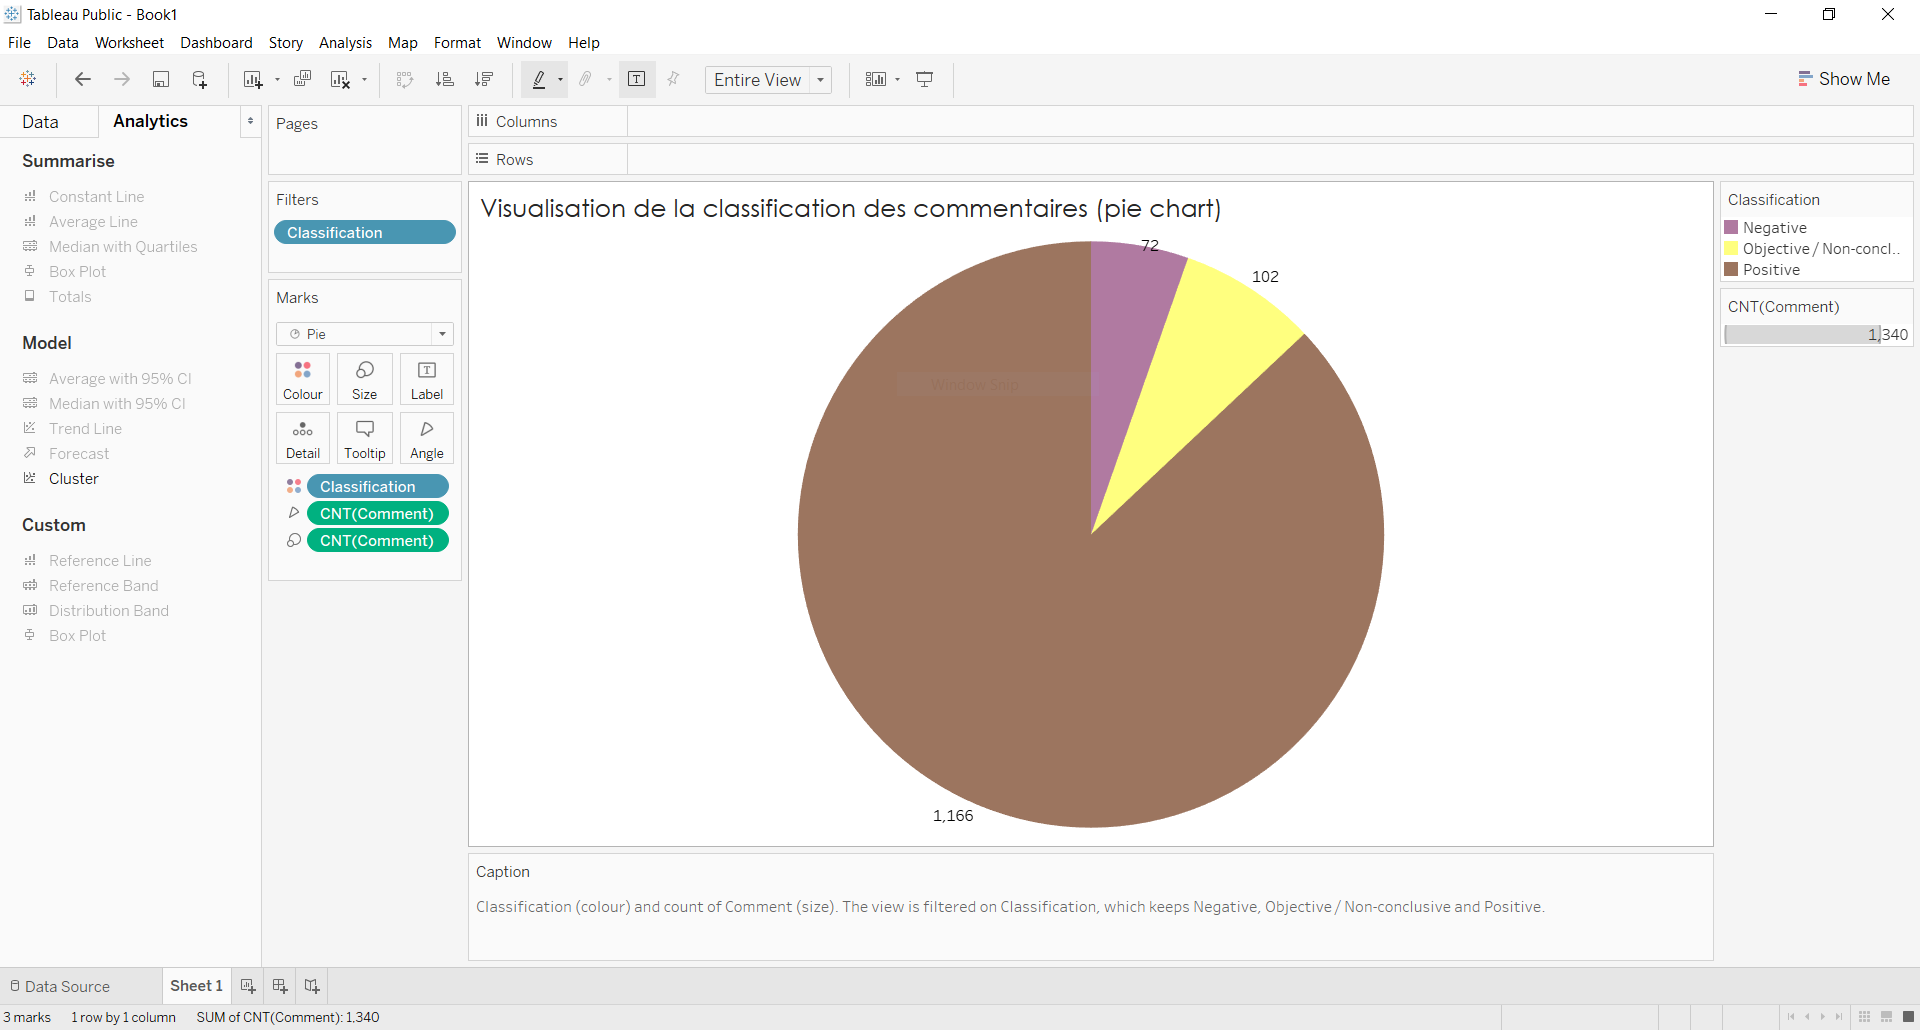 Tableau Public - Book1
File Data Worksheet Dashboard Story Analysis Map Format Window Help
Entire View
Show Me
Data Analytics
Summarise
Constant Line
Average Line
Median with Quartiles
Box Plot
Totals
Model
Average with 95% CI
Median with 95% CI
Trend Line
Forecast
Cluster
Custom
Reference Line
Reference Band
Distribution Band
Box Plot
Pages
Filters
Classification
Marks
Pie
Colour Size Label
Detail Tooltip Angle
Classification
CNT(Comment)
CNT(Comment)
Columns
Rows
Visualisation de la classification des commentaires (pie chart)
72
102
Window Snip
1,166
Classification
Negative
Objective / Non-concl..
Positive
CNT(Comment)
1,340
Caption
Classification (colour) and count of Comment (size). The view is filtered on Classification, which keeps Negative, Objective / Non-conclusive and Positive.
Data Source Sheet 1
3 marks 1 row by 1 column SUM of CNT(Comment): 1,340